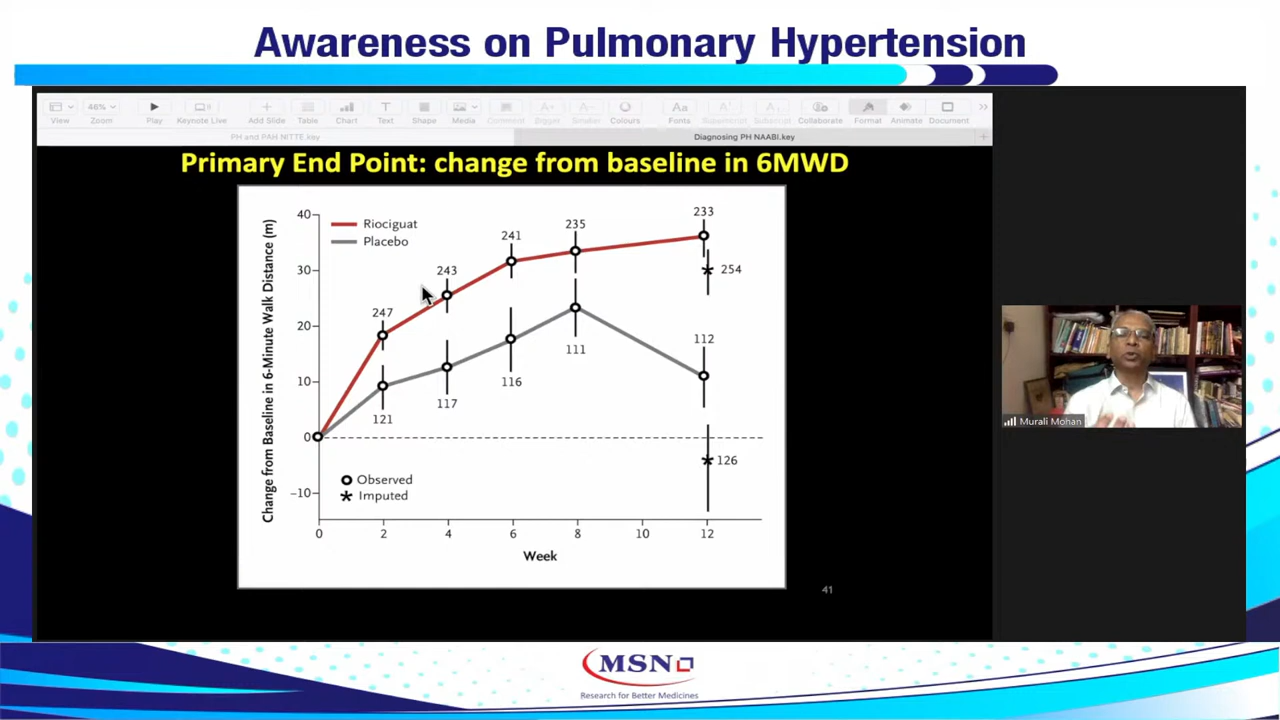 Awareness on Pulmonary Hypertension
View 46% Zoom Play Keynote Live Add Slide Table Chart Text Shape Media Comment Bigger Smaller Colours Fonts Superscript Subscript Collaborate Format Animate Document
PH and PAH NITTE.key
Diagnosing PH NAABI.key
Primary End Point: change from baseline in 6MWD
Change from Baseline in 6-Minute Walk Distance (m)
40
30
20
10
0
–10
Riociguat
Placebo
247
243
241
235
233
254
121
117
116
111
112
126
Observed
Imputed
0 2 4 6 8 10 12
Week
41
Murali Mohan
MSN
Research for Better Medicines